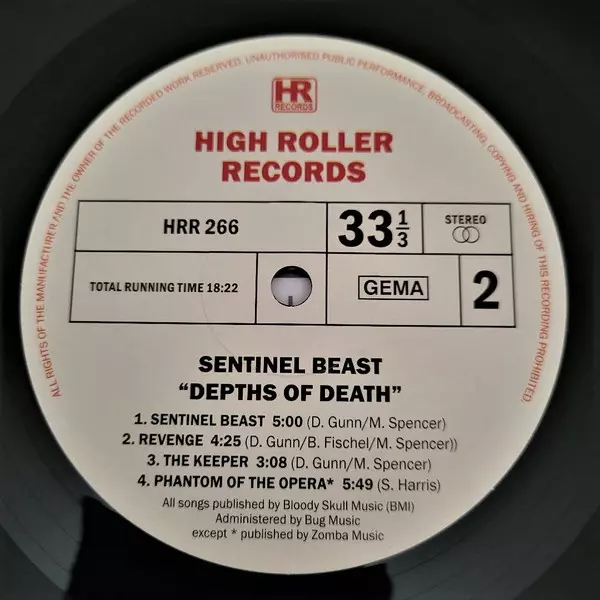 ALL RIGHTS OF THE MANUFACTURER AND THE OWNER OF THE RECORDED WORK RESERVED. UNAUTHORISED PUBLIC PERFORMANCE, BROADCASTING, COPYING AND HIRING OF THIS RECORDING PROHIBITED.
HR
RECORDS
HIGH ROLLER
RECORDS
HRR 266
33 1/3
STEREO
TOTAL RUNNING TIME 18:22
GEMA
2
SENTINEL BEAST
“DEPTHS OF DEATH”
1. SENTINEL BEAST 5:00 (D. Gunn/M. Spencer)
2. REVENGE 4:25 (D. Gunn/B. Fischel/M. Spencer))
3. THE KEEPER 3:08 (D. Gunn/M. Spencer)
4. PHANTOM OF THE OPERA* 5:49 (S. Harris)
All songs published by Bloody Skull Music (BMI)
Administered by Bug Music
except * published by Zomba Music